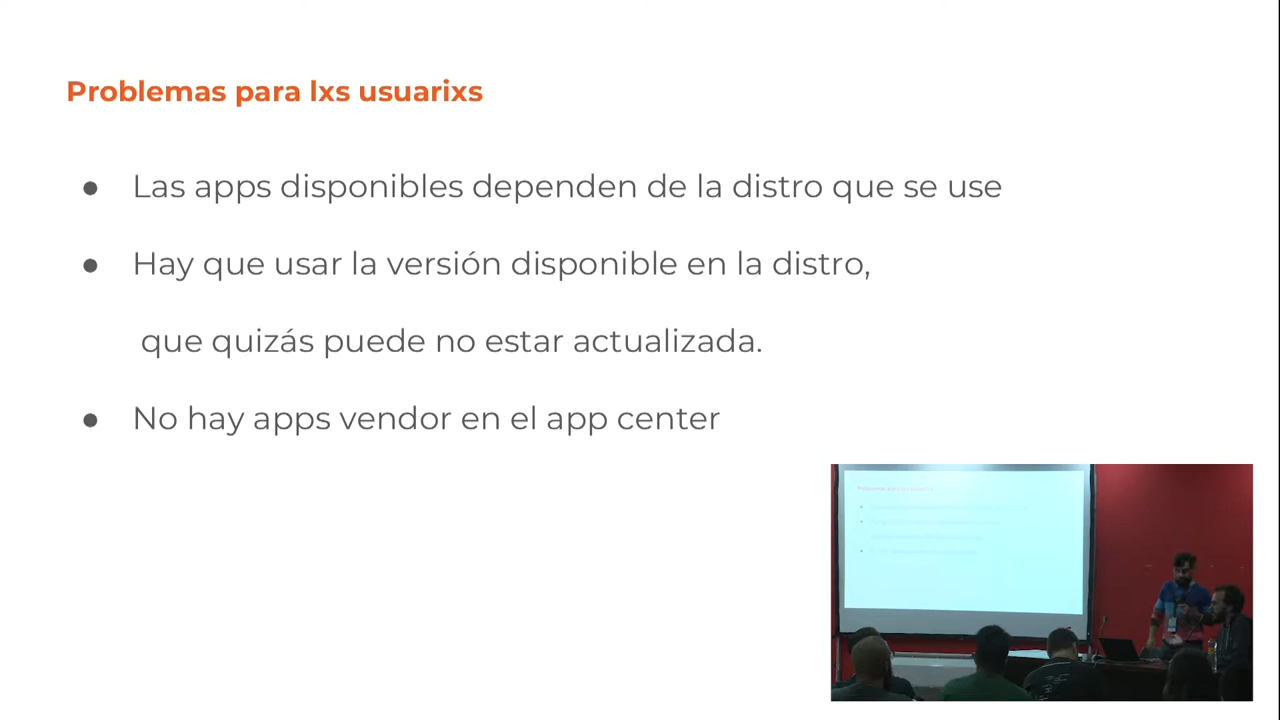 Problemas para lxs usuarixs
● Las apps disponibles dependen de la distro que se use
● Hay que usar la versión disponible en la distro,
que quizás puede no estar actualizada.
● No hay apps vendor en el app center